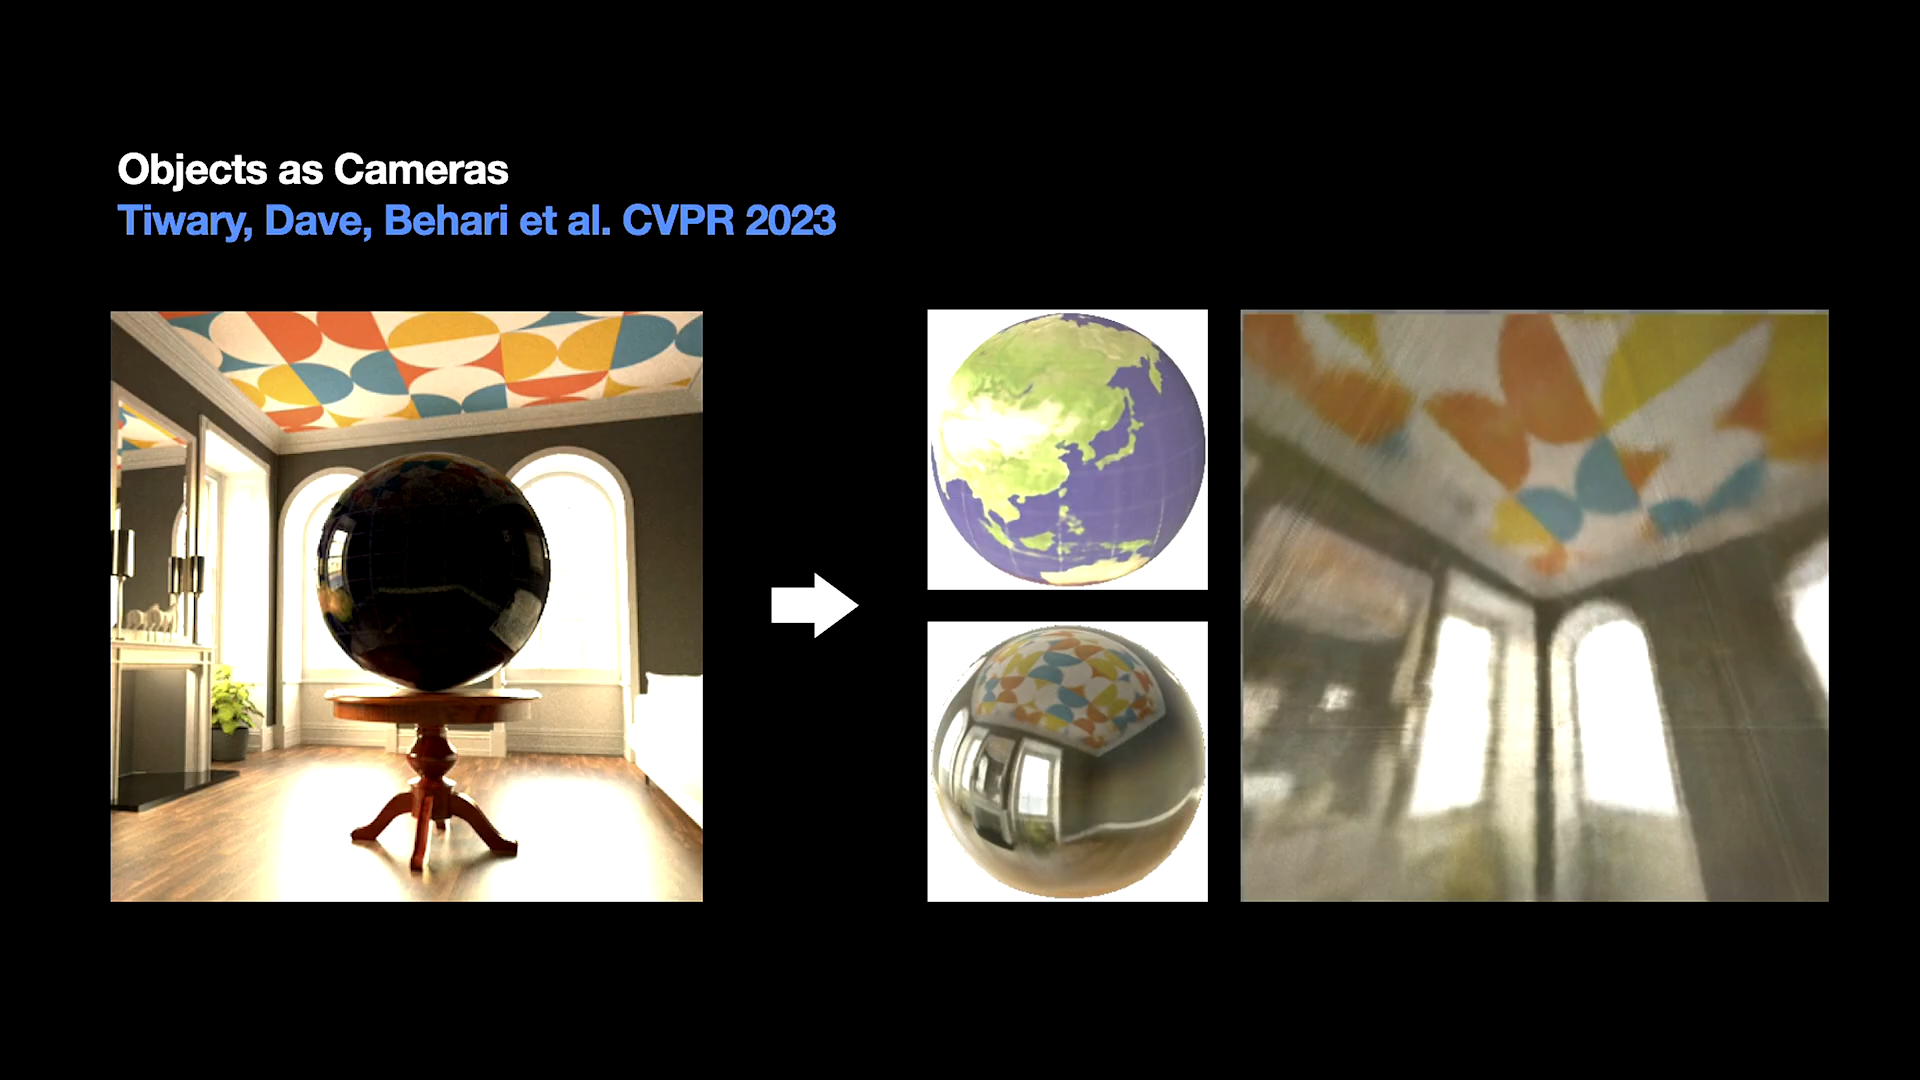 Objects as Cameras
Tiwary, Dave, Behari et al. CVPR 2023